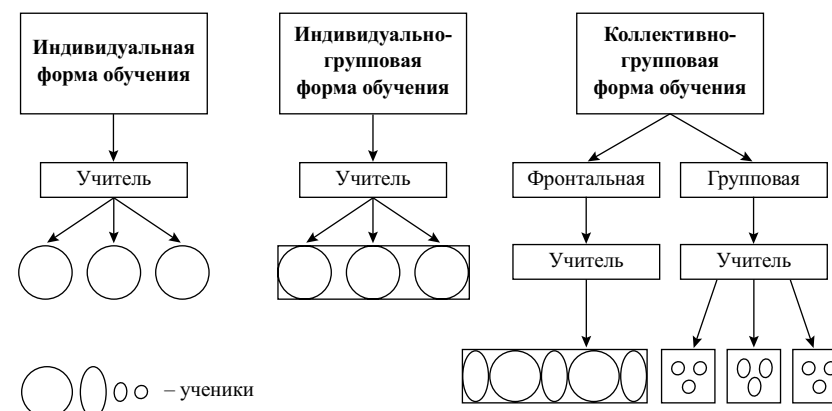 Индивидуальная
форма обучения
Индивидуально-
групповая
форма обучения
Коллективно-
групповая
форма обучения
Учитель
Учитель
Фронтальная
Групповая
Учитель
Учитель
– ученики